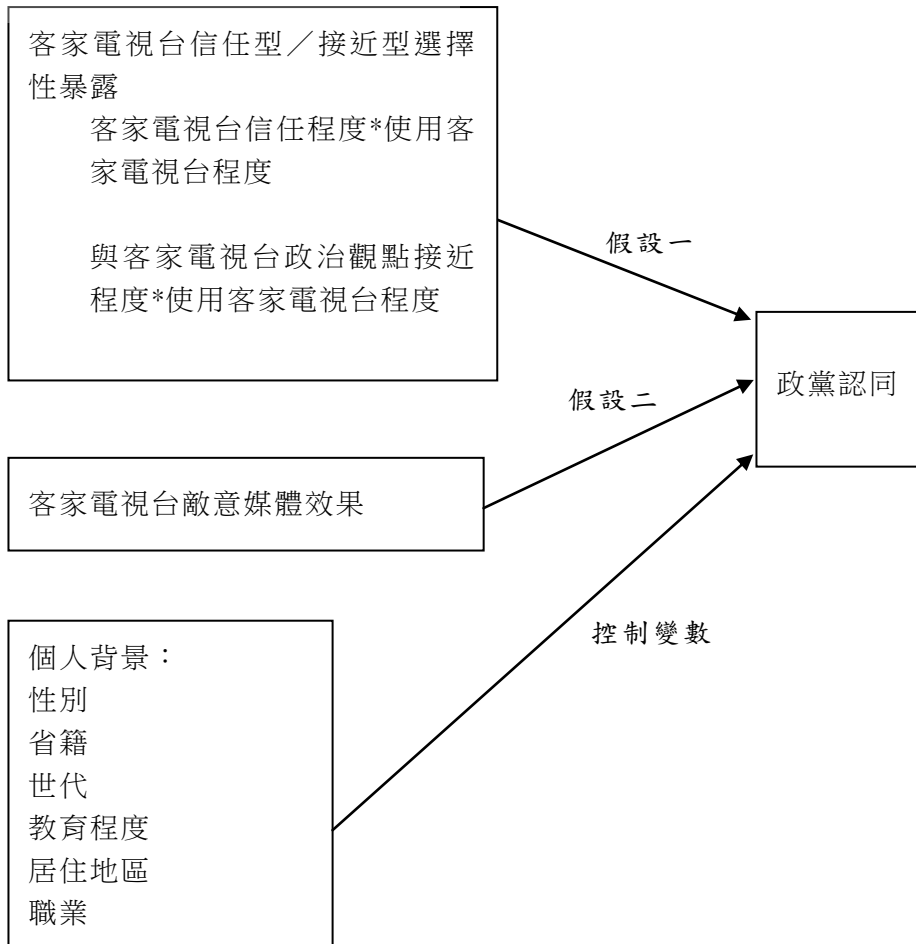 客家電視台信任型／接近型選擇
性暴露
客家電視台信任程度*使用客
家電視台程度
與客家電視台政治觀點接近
程度*使用客家電視台程度
假設一
政黨認同
假設二
客家電視台敵意媒體效果
控制變數
個人背景：
性別
省籍
世代
教育程度
居住地區
職業